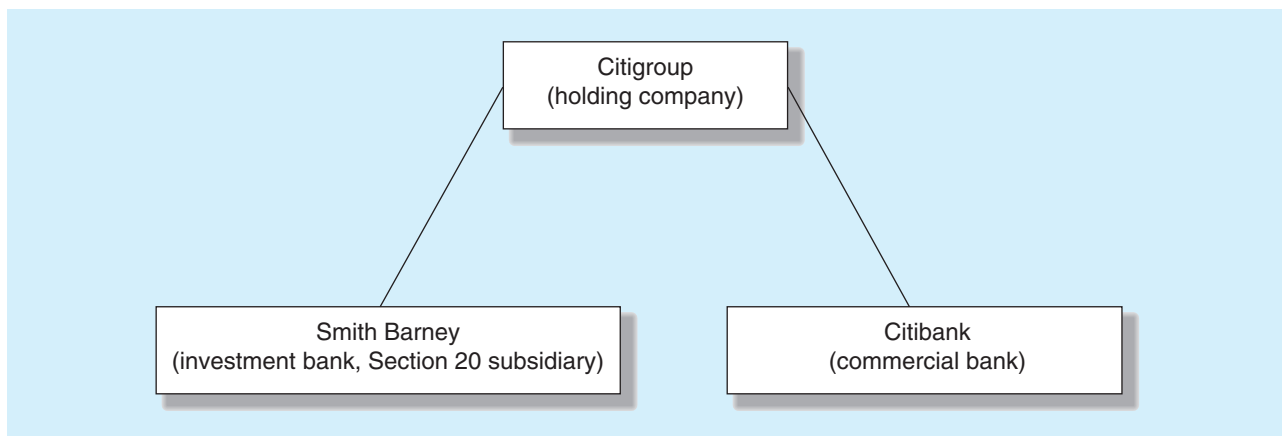 Citigroup
(holding company)
Smith Barney
(investment bank, Section 20 subsidiary)
Citibank
(commercial bank)